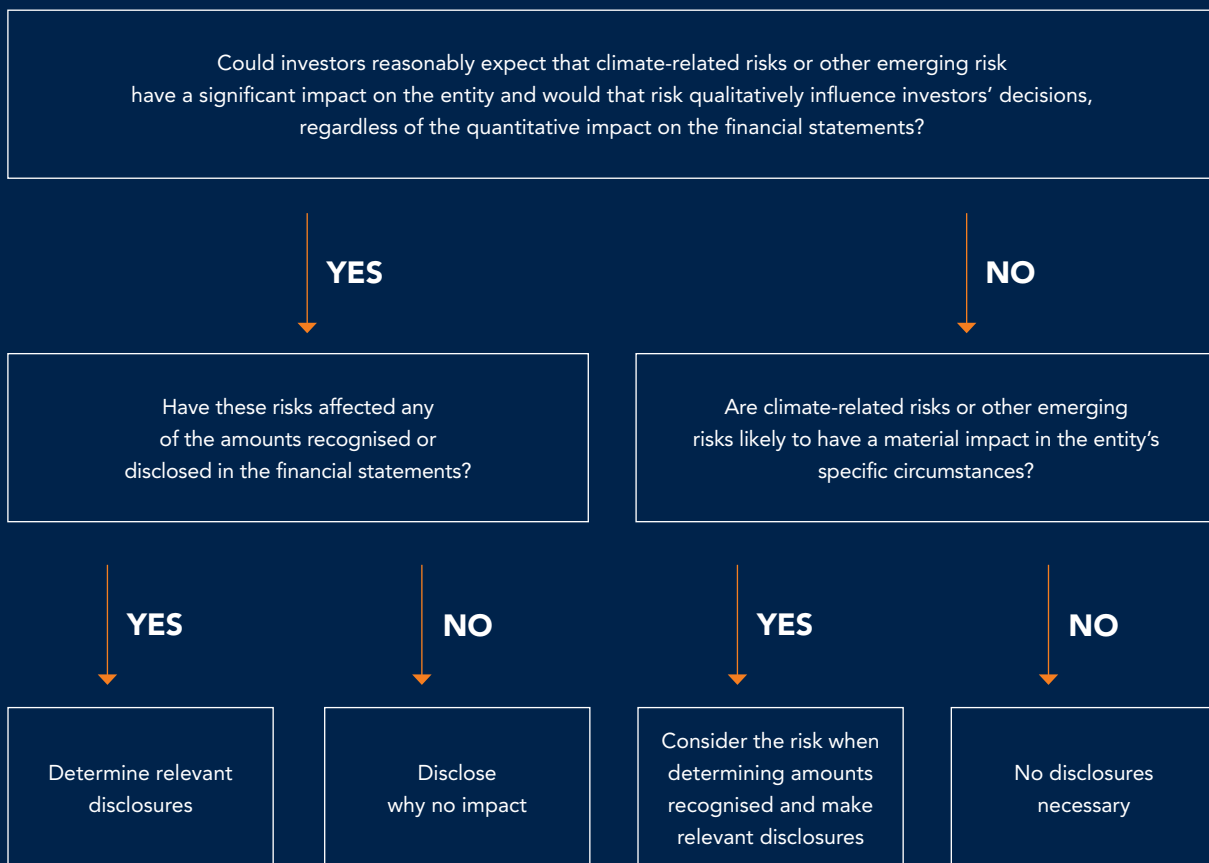 Could investors reasonably expect that climate-related risks or other emerging risk
have a significant impact on the entity and would that risk qualitatively influence investors’ decisions,
regardless of the quantitative impact on the financial statements?
YES
NO
Have these risks affected any
of the amounts recognised or
disclosed in the financial statements?
Are climate-related risks or other emerging
risks likely to have a material impact in the entity’s
specific circumstances?
YES
NO
YES
NO
Determine relevant
disclosures
Disclose
why no impact
Consider the risk when
determining amounts
recognised and make
relevant disclosures
No disclosures
necessary